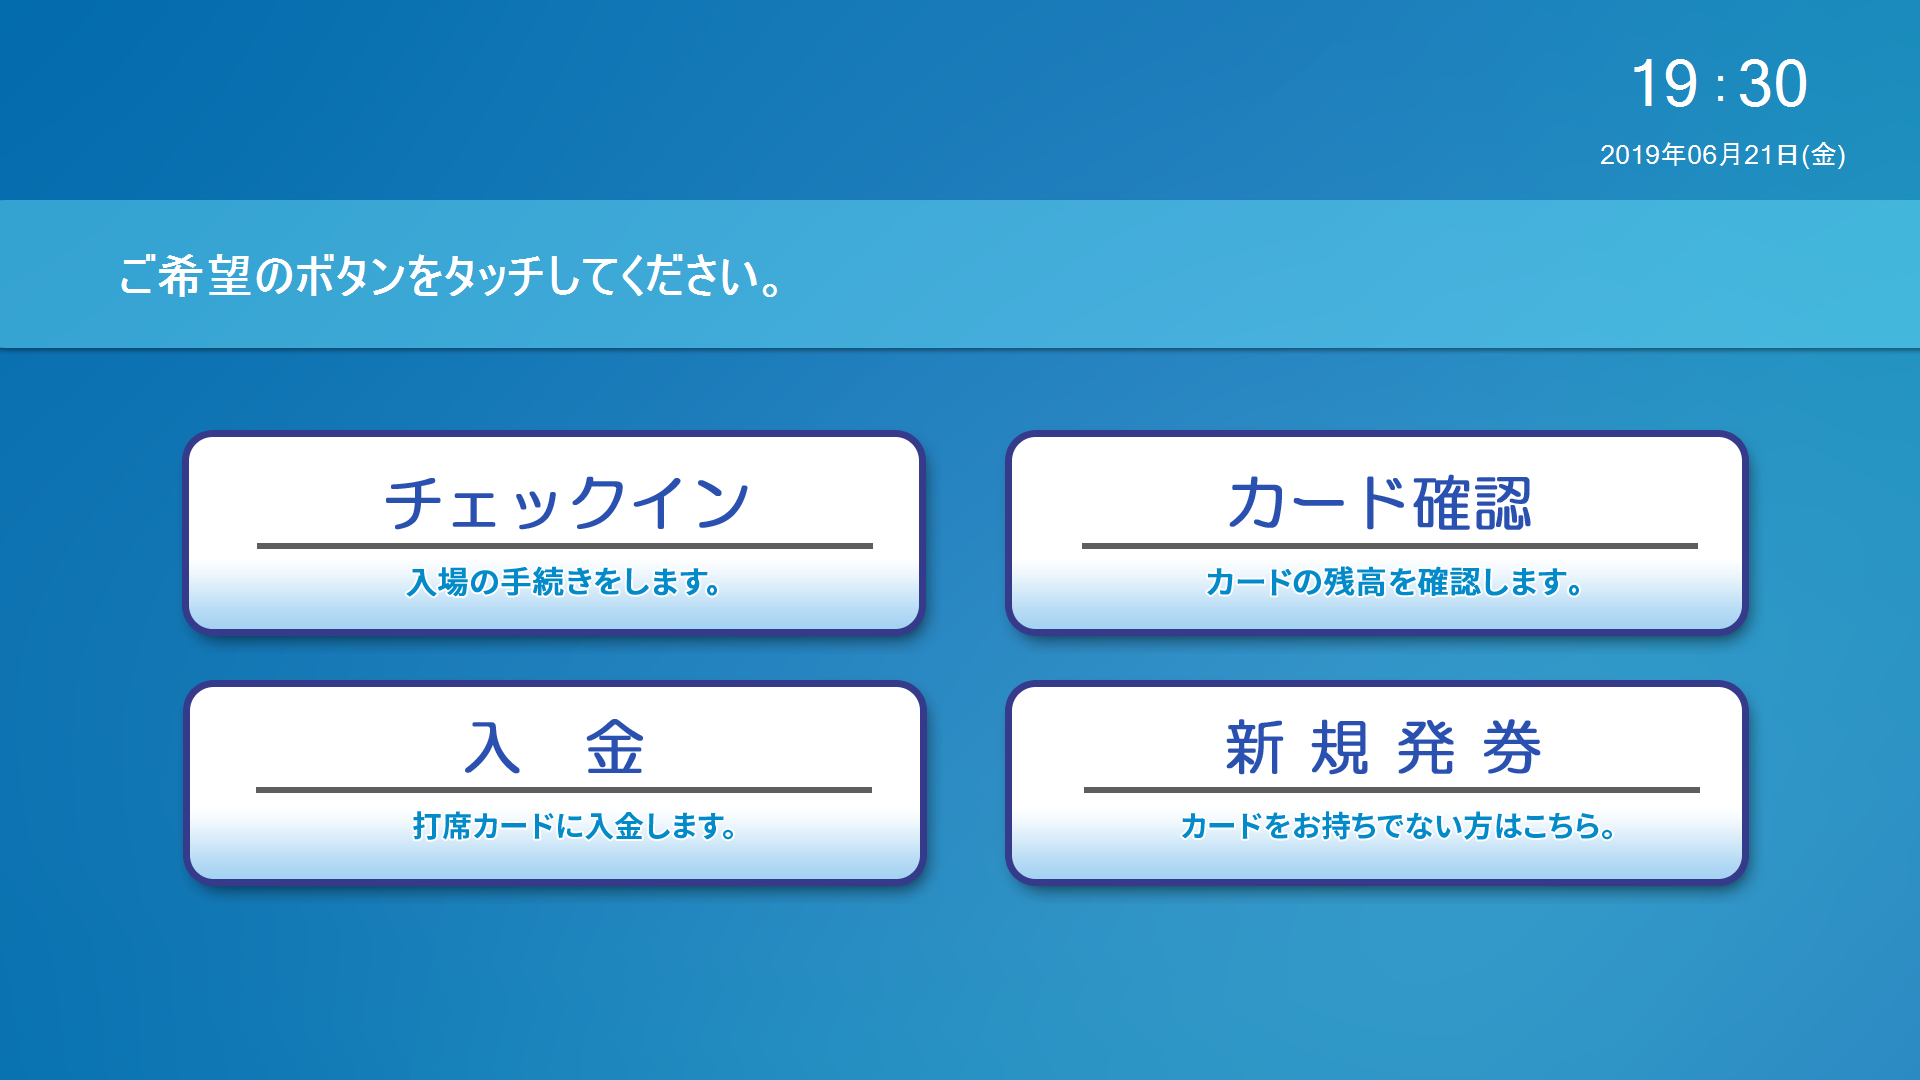 19:30
2019年06月21日(金)
ご希望のボタンをタッチしてください。
チェックイン
入場の手続きをします。
カード確認
カードの残高を確認します。
入　金
打席カードに入金します。
新 規 発 券
カードをお持ちでない方はこちら。